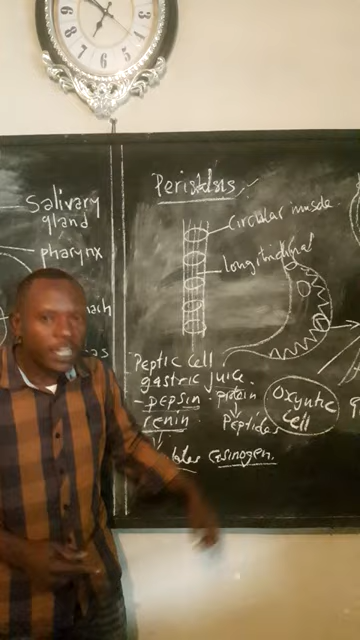 Salivary
gland
pharynx
Peristalsis
Circular muscle
longitudinal
Peptic cell
gastric juice.
- pepsin. protein
renin Peptides
Casinogen.
Oxyntic
cell